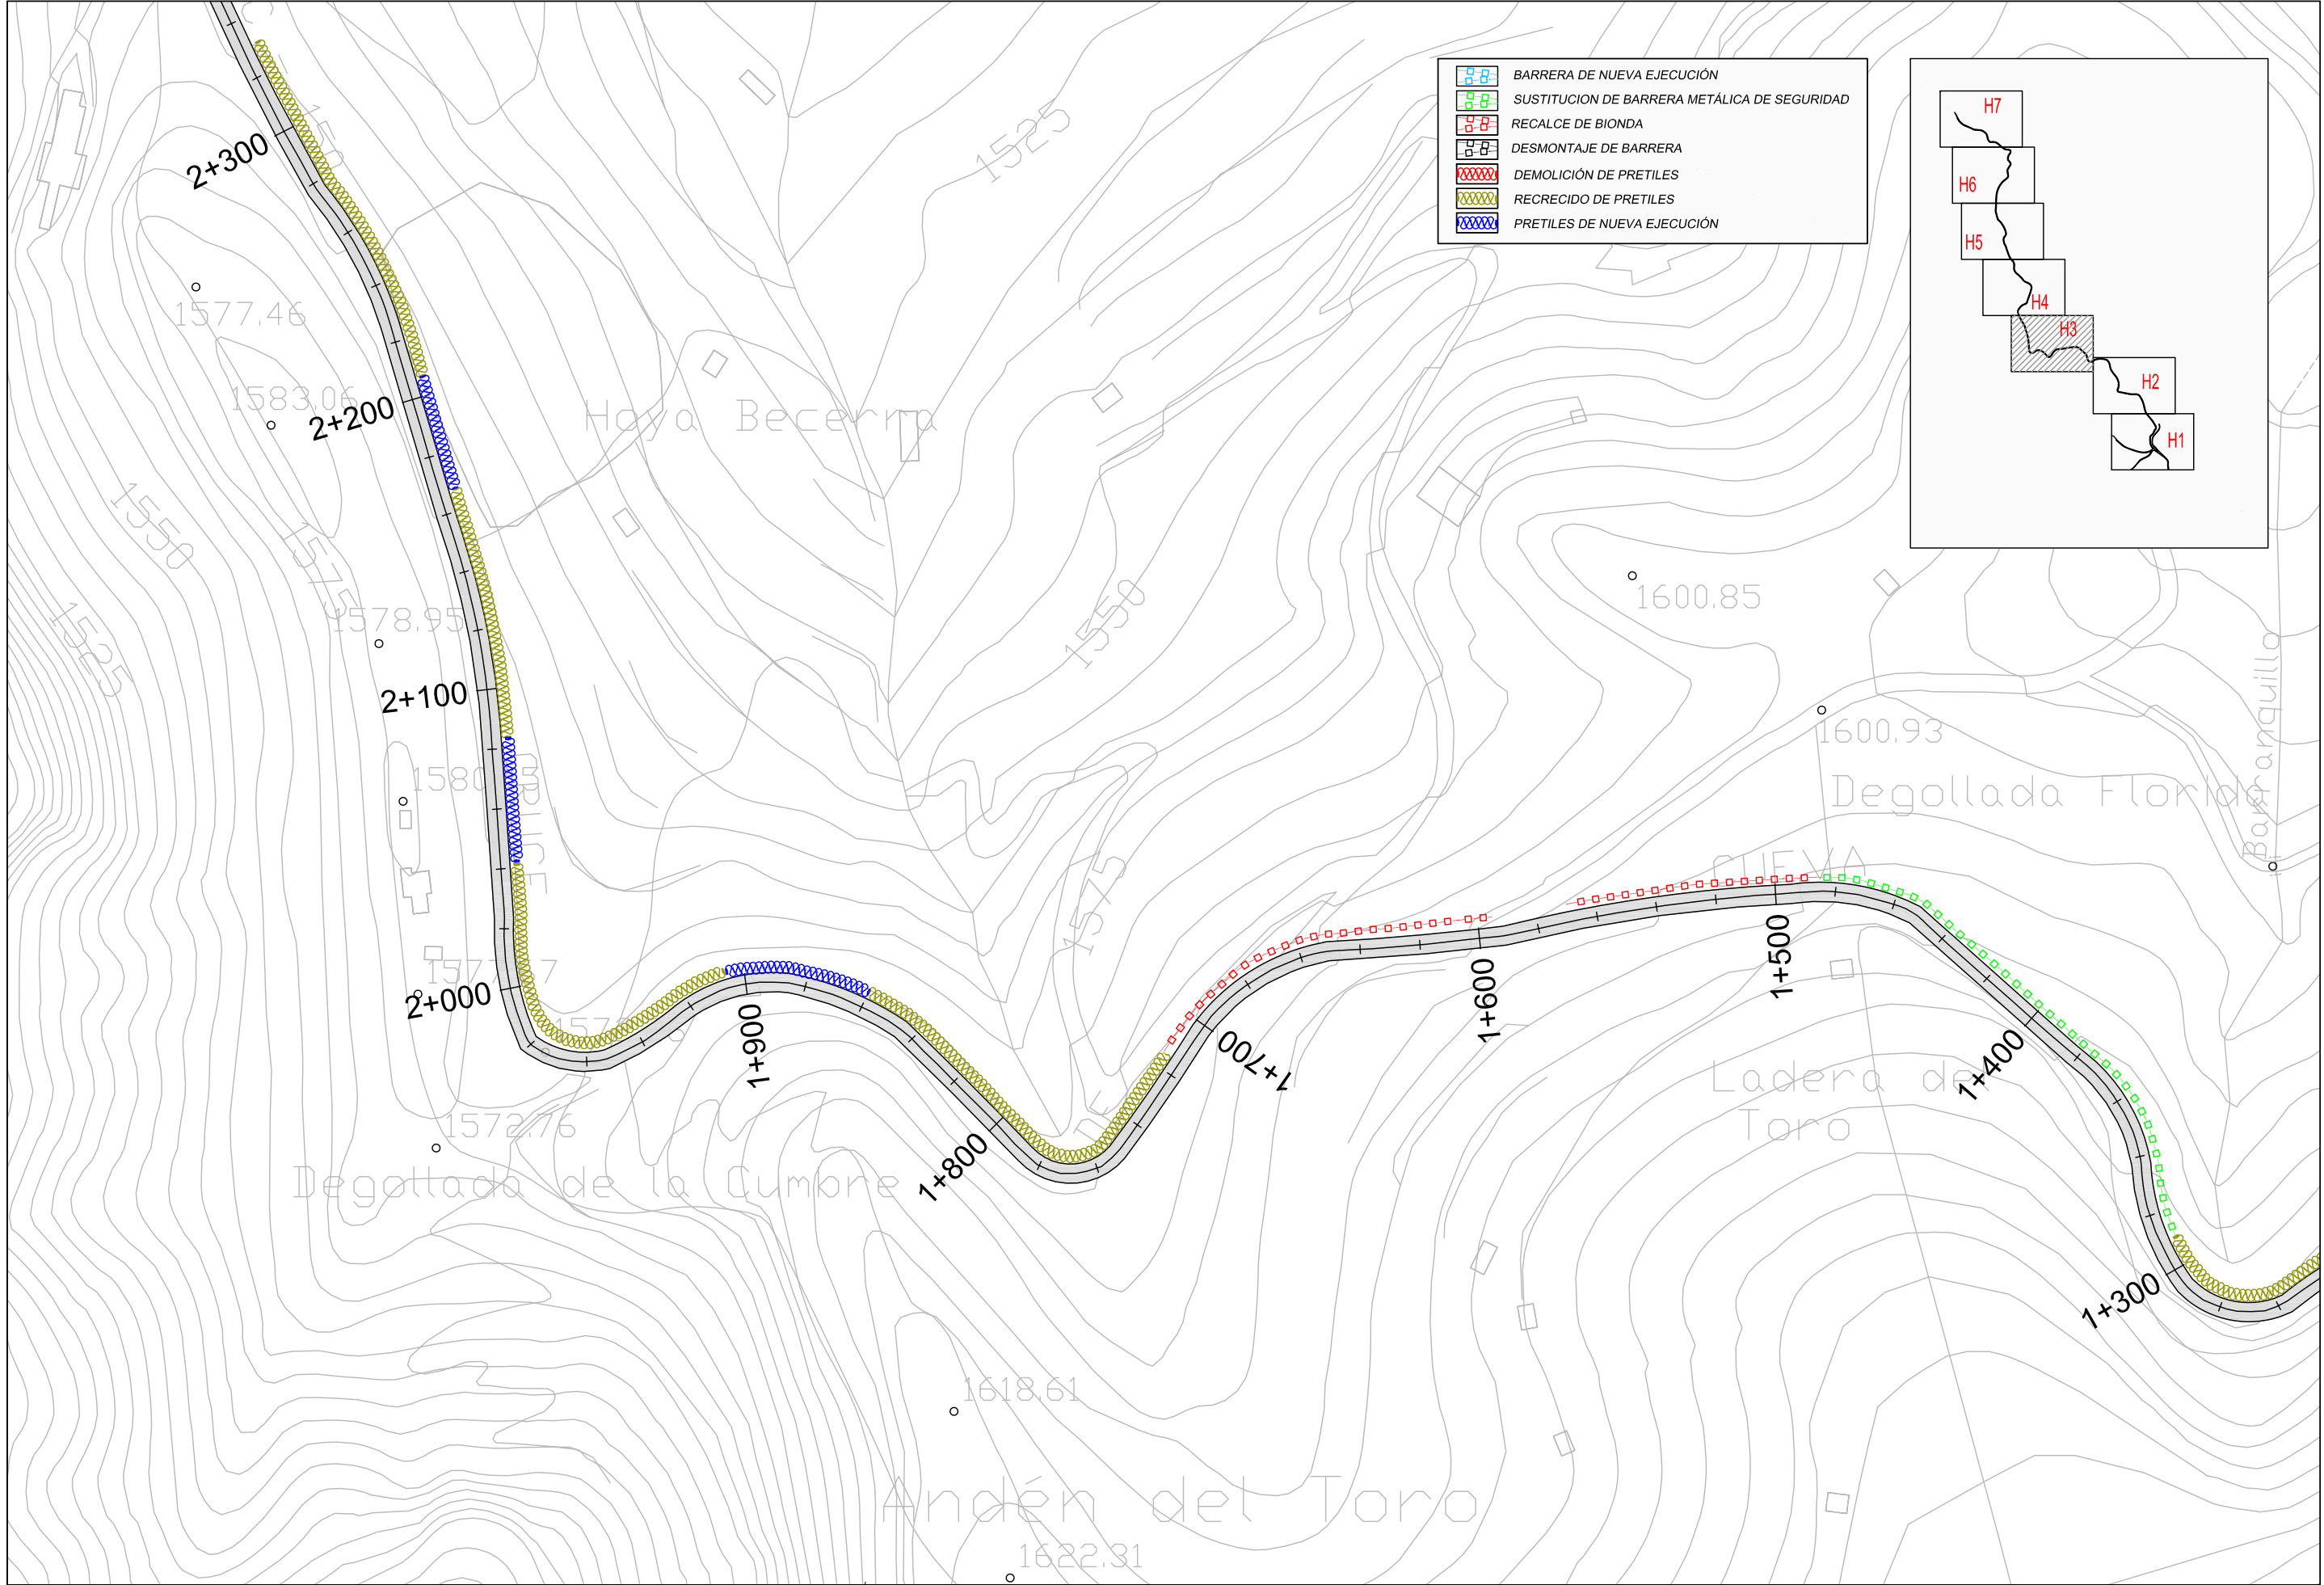 BARRERA DE NUEVA EJECUCIÓN
SUSTITUCION DE BARRERA METÁLICA DE SEGURIDAD
RECALCE DE BIONDA
DESMONTAJE DE BARRERA
DEMOLICIÓN DE PRETILES
RECRECIDO DE PRETILES
PRETILES DE NUEVA EJECUCIÓN
H7
H6
H5
H4
H3
H2
H1
2+300
1525
1577.46
1583.06
2+200
Hoya Becerra
1550
1575
1525
1578.95
1550
1600.85
2+100
1600.93
Barranquillo
Degollada Florida
CUEVA
1575
2+000
1+900
1+800
1+700
1+600
1+500
1+400
1+300
Ladera del
Toro
1572.76
Degollada de la Cumbre
1618.61
Andén del Toro
1622.31